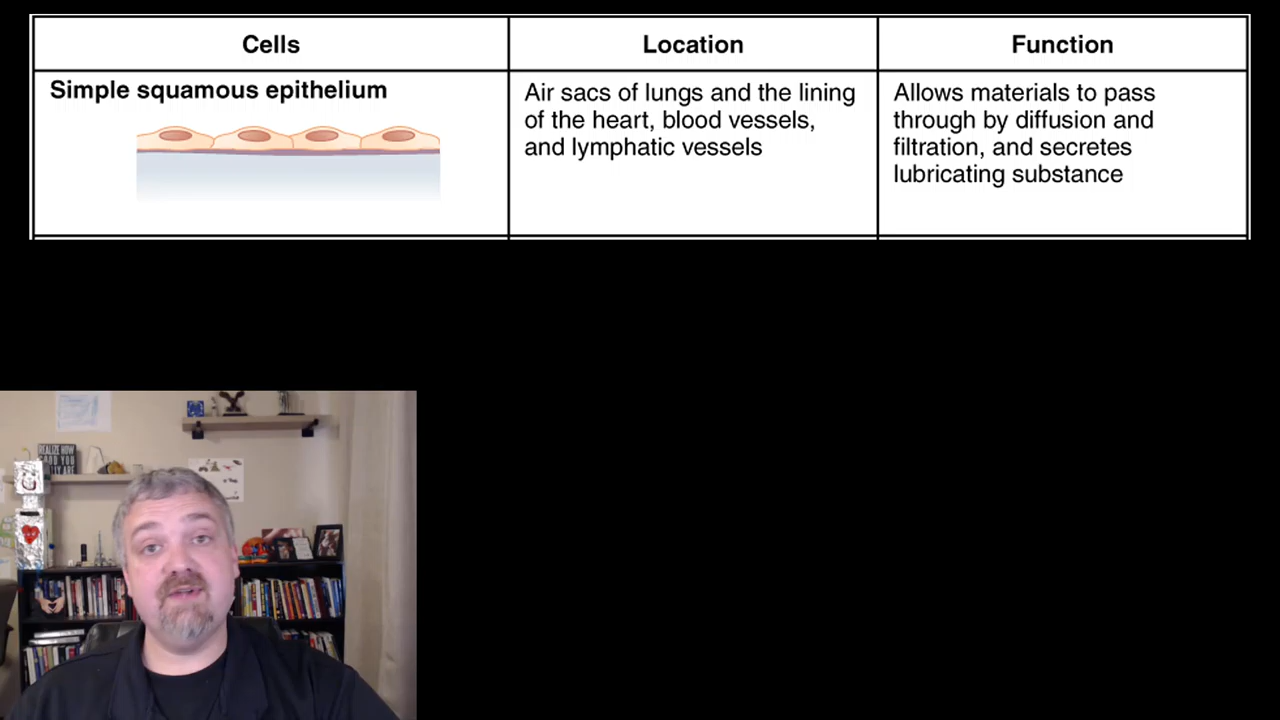 Cells
Location
Function
Simple squamous epithelium
Air sacs of lungs and the lining
of the heart, blood vessels,
and lymphatic vessels
Allows materials to pass
through by diffusion and
filtration, and secretes
lubricating substance